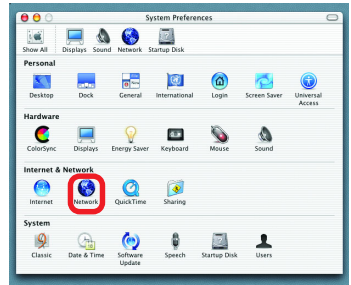 System Preferences
Show All Displays Sound Network Startup Disk
Personal
Desktop Dock General International Login Screen Saver Universal Access
Hardware
ColorSync Displays Energy Saver Keyboard Mouse Sound
Internet & Network
Internet Network QuickTime Sharing
System
Classic Date & Time Software Update Speech Startup Disk Users